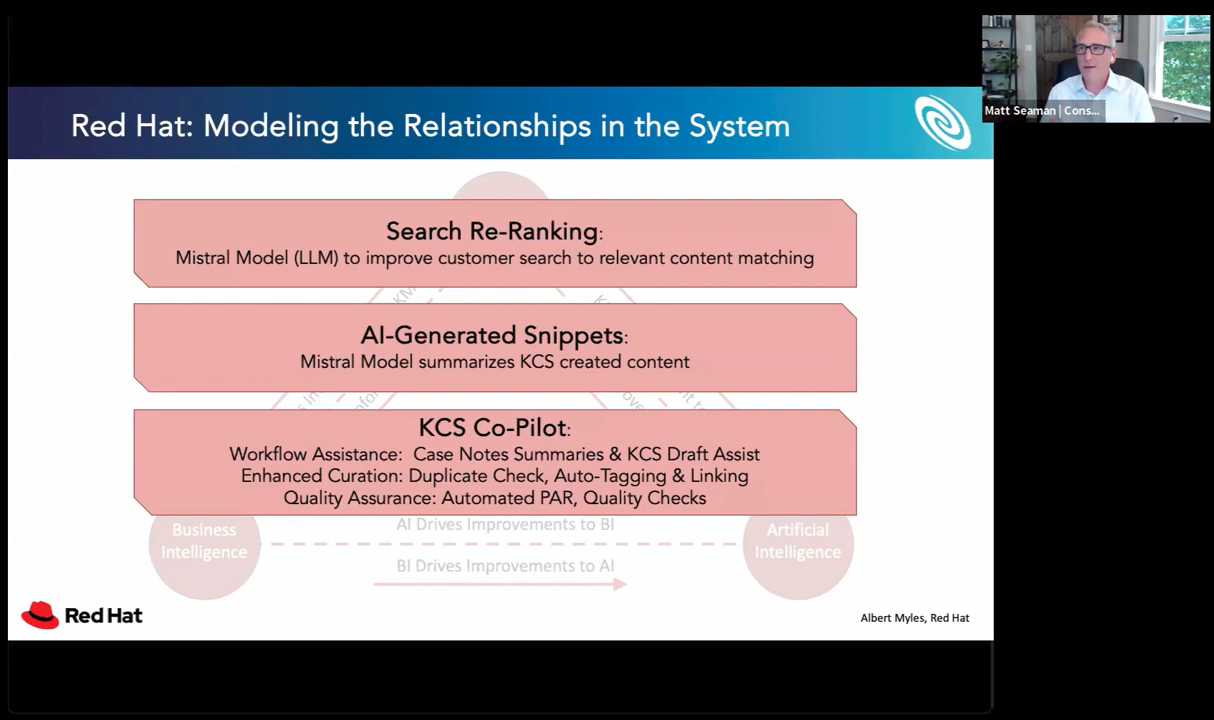 Matt Seaman | Cons...
Red Hat: Modeling the Relationships in the System
Search Re-Ranking:
Mistral Model (LLM) to improve customer search to relevant content matching
AI-Generated Snippets:
Mistral Model summarizes KCS created content
KCS Co-Pilot:
Workflow Assistance: Case Notes Summaries & KCS Draft Assist
Enhanced Curation: Duplicate Check, Auto-Tagging & Linking
Quality Assurance: Automated PAR, Quality Checks
Business
Intelligence
AI Drives Improvements to BI
BI Drives Improvements to AI
Artificial
Intelligence
Red Hat
Albert Myles, Red Hat